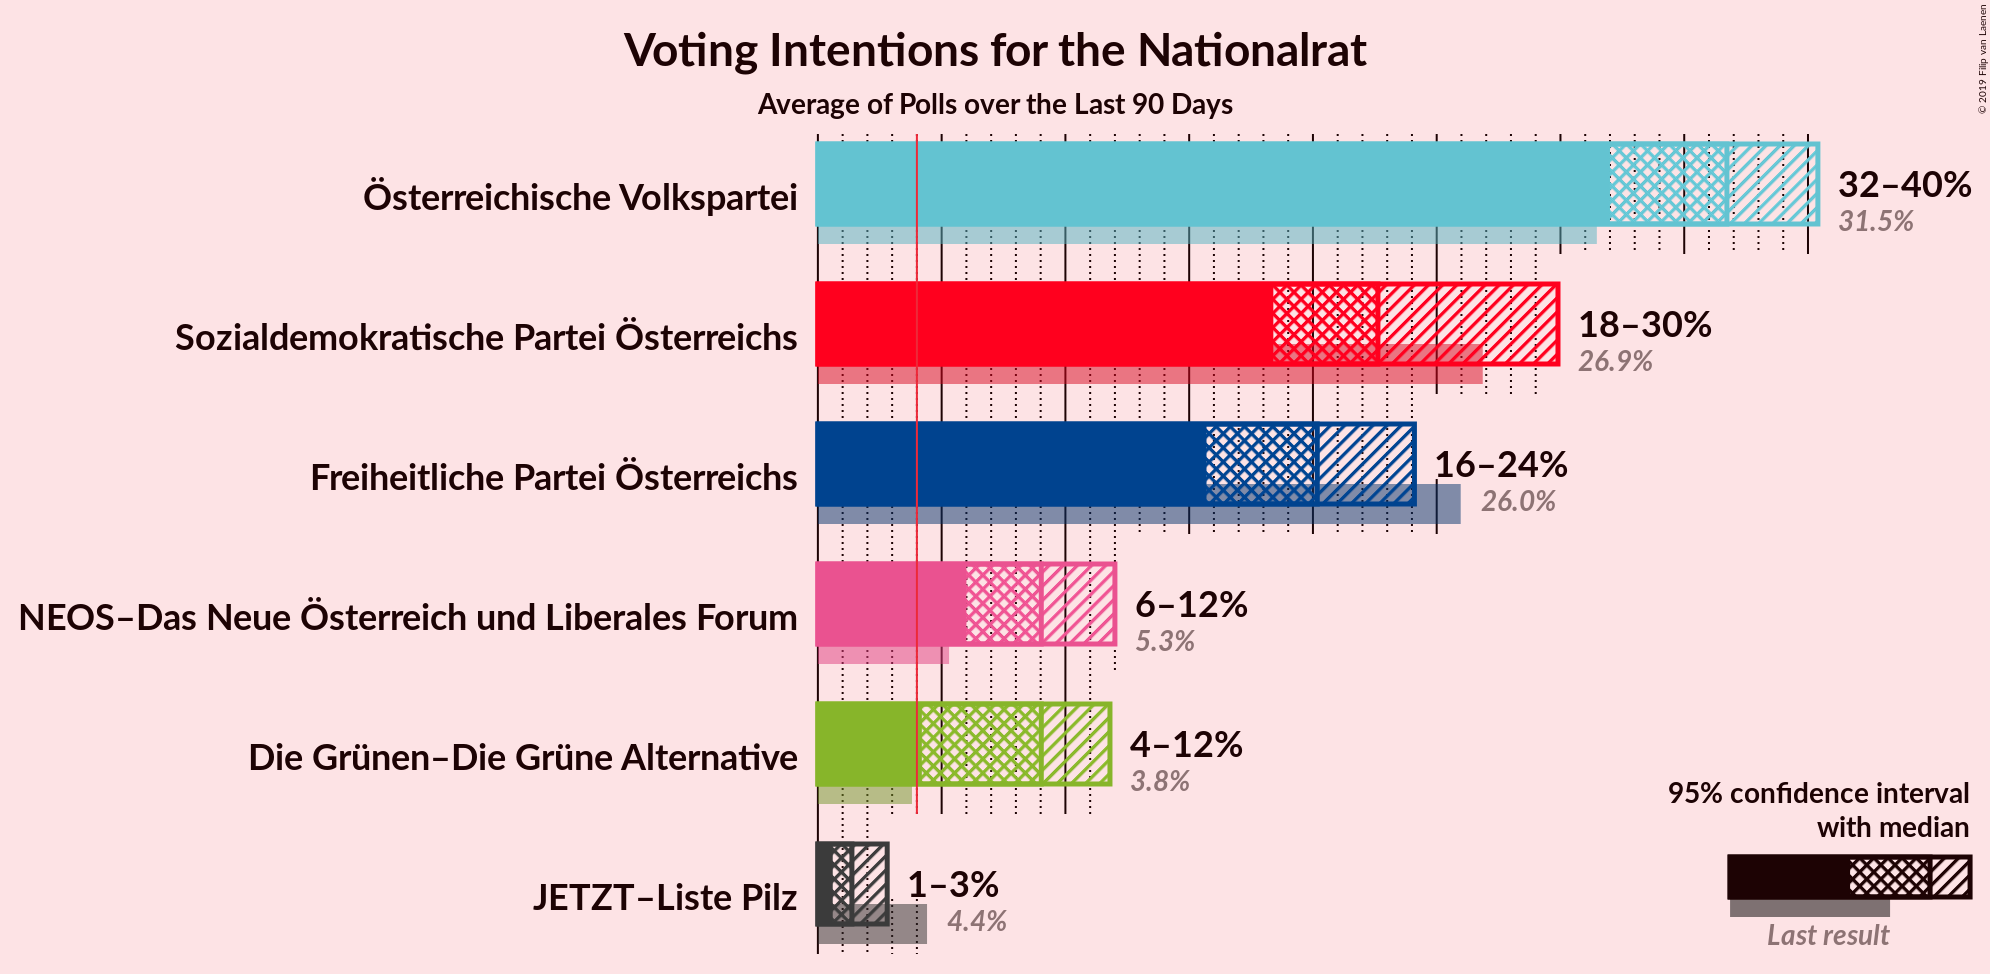 Voting Intentions for the Nationalrat
Average of Polls over the Last 90 Days
© 2019 Filip van Laenen
Österreichische Volkspartei
32–40%
31.5%
Sozialdemokratische Partei Österreichs
18–30%
26.9%
Freiheitliche Partei Österreichs
16–24%
26.0%
NEOS–Das Neue Österreich und Liberales Forum
6–12%
5.3%
Die Grünen–Die Grüne Alternative
4–12%
3.8%
JETZT–Liste Pilz
1–3%
4.4%
95% confidence interval
with median
Last result